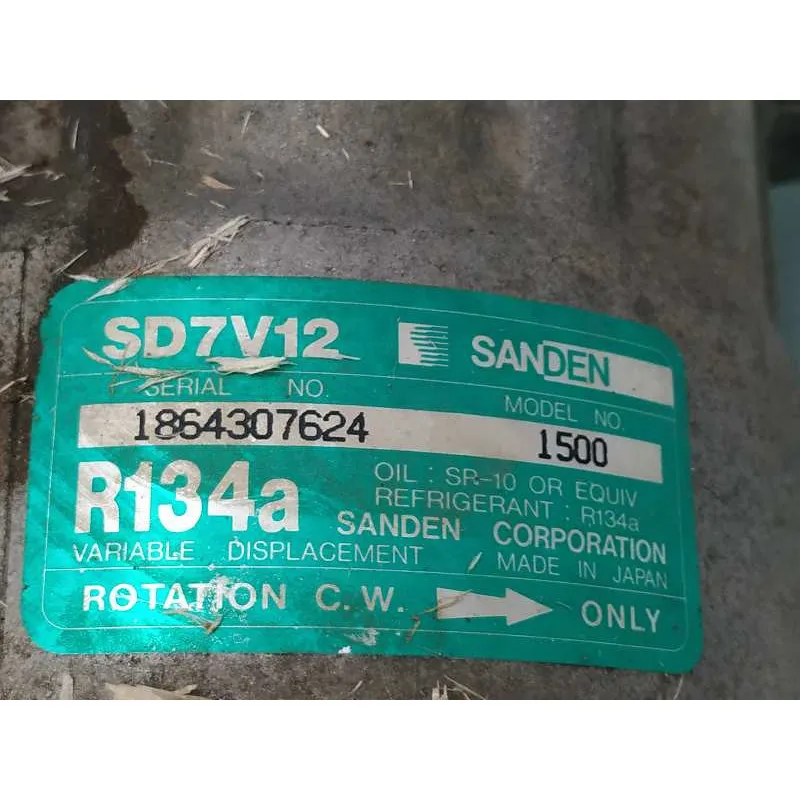 SD7V12 SANDEN
SERIAL NO. MODEL NO.
1864307624 1500
R134a
OIL : SR-10 OR EQUIV
REFRIGERANT : R134a
SANDEN CORPORATION
VARIABLE DISPLACEMENT MADE IN JAPAN
ROTATION C.W. ONLY